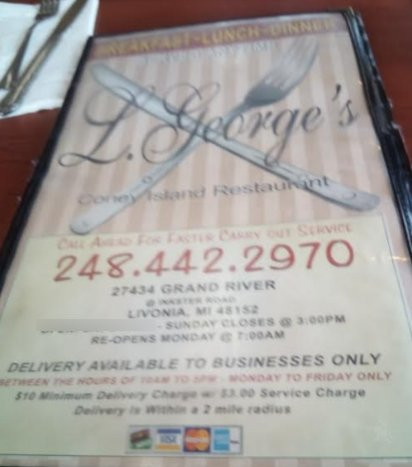 BREAKFAST · LUNCH · DINNER
L. George's
Coney Island Restaurant
CALL AHEAD FOR FASTER CARRY OUT SERVICE
248.442.2970
27434 GRAND RIVER
@ INKSTER ROAD
LIVONIA, MI 48152
- SUNDAY CLOSES @ 3:00PM
RE-OPENS MONDAY @ 7:00AM
DELIVERY AVAILABLE TO BUSINESSES ONLY
BETWEEN THE HOURS OF 10AM TO 5PM - MONDAY TO FRIDAY ONLY
$10 Minimum Delivery Charge w/ $3.00 Service Charge
Delivery is Within a 2 mile radius
VISA